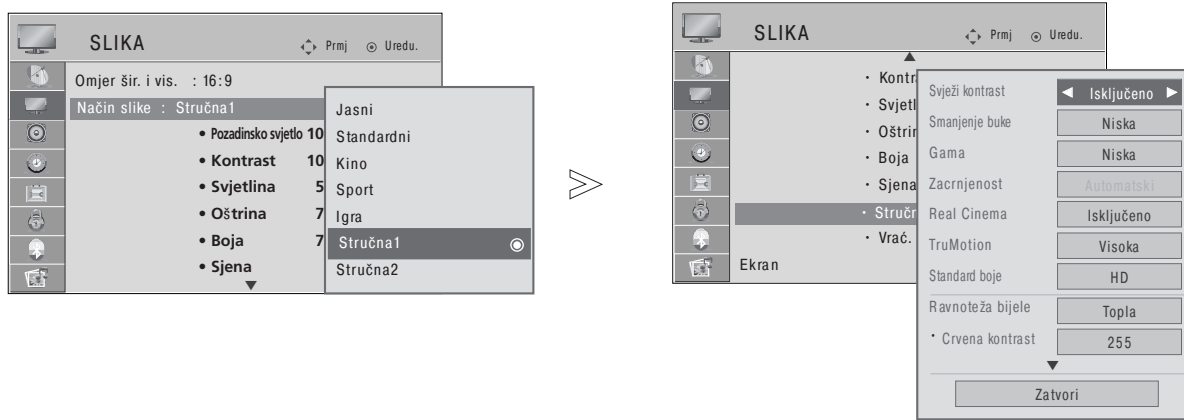 SLIKA
Prmj
Uredu.
Omjer šir. i vis. : 16:9
Način slike : Stručna1
• Pozadinsko svjetlo 10
• Kontrast 10
• Svjetlina 5
• Oštrina 7
• Boja 7
• Sjena
Jasni
Standardni
Kino
Sport
Igra
Stručna1
Stručna2
SLIKA
Prmj
Uredu.
• Kontr
• Svjetl
• Oštrin
• Boja
• Sjena
• Stručn
• Vrać.
Ekran
Svježi kontrast Isključeno
Smanjenje buke Niska
Gama Niska
Zacrnjenost Automatski
Real Cinema Isključeno
TruMotion Visoka
Standard boje HD
Ravnoteža bijele Topla
• Crvena kontrast 255
Zatvori